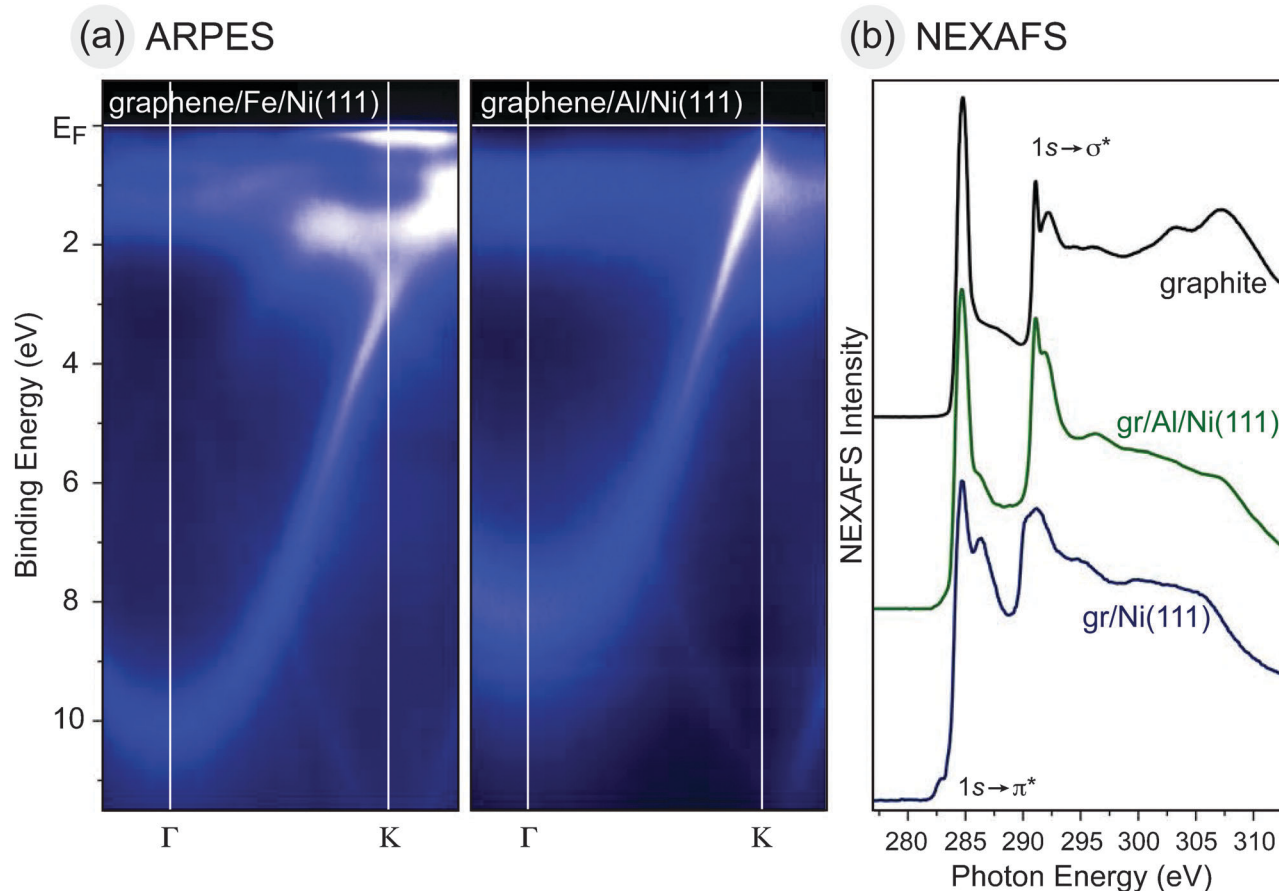 (a) ARPES
graphene/Fe/Ni(111)
graphene/Al/Ni(111)
E_F
2
4
6
8
10
Binding Energy (eV)
Γ K
Γ K
(b) NEXAFS
1s→σ*
graphite
gr/Al/Ni(111)
gr/Ni(111)
1s→π*
NEXAFS Intensity
280 285 290 295 300 305 310
Photon Energy (eV)